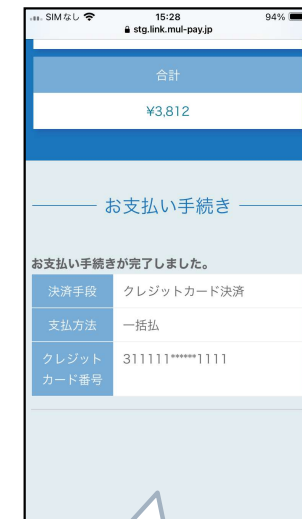 SIMなし 15:28 94%
stg.link.mul-pay.jp
合計
¥3,812
お支払い手続き
お支払い手続きが完了しました。
決済手段 クレジットカード決済
支払方法 一括払
クレジット 311111******1111
カード番号